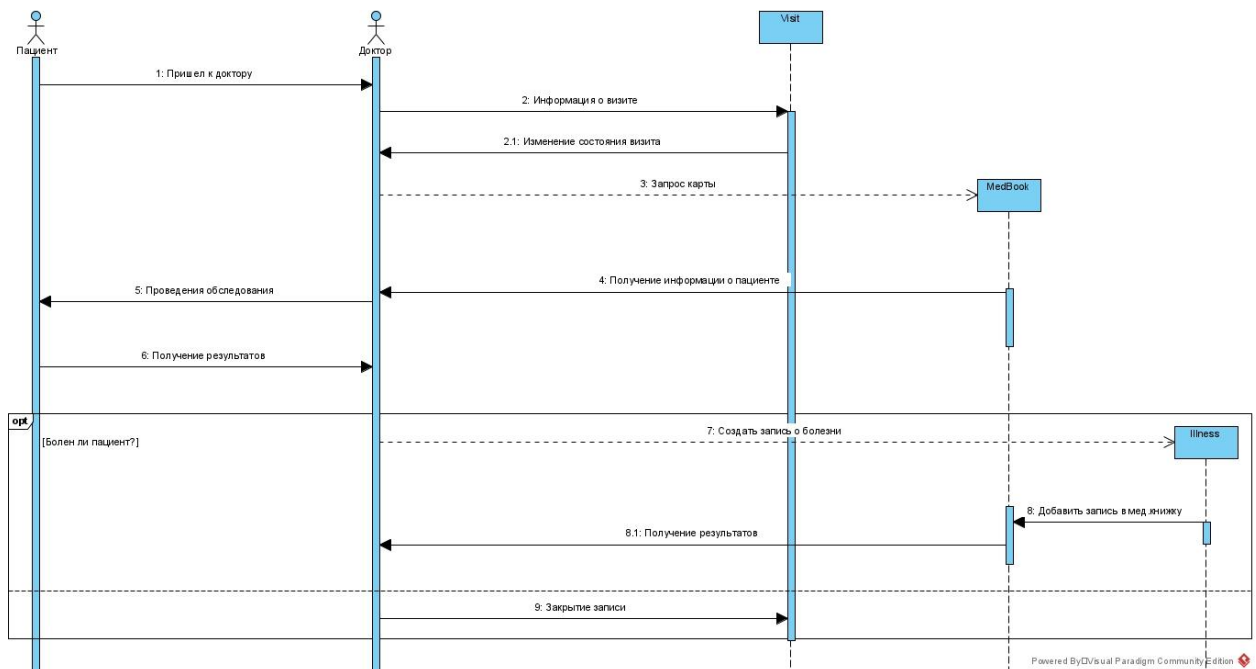 Visit
Пациент
Доктор
1: Пришел к доктору
2: Информация о визите
2.1: Изменение состояния визита
3: Запрос карты
MedBook
4: Получение информации о пациенте
5: Проведения обследования
6: Получение результатов
opt
[Болен ли пациент?]
7: Создать запись о болезни
Illness
8: Добавить запись в мед.книжку
8.1: Получение результатов
9: Закрытие записи
Powered By Visual Paradigm Community Edition